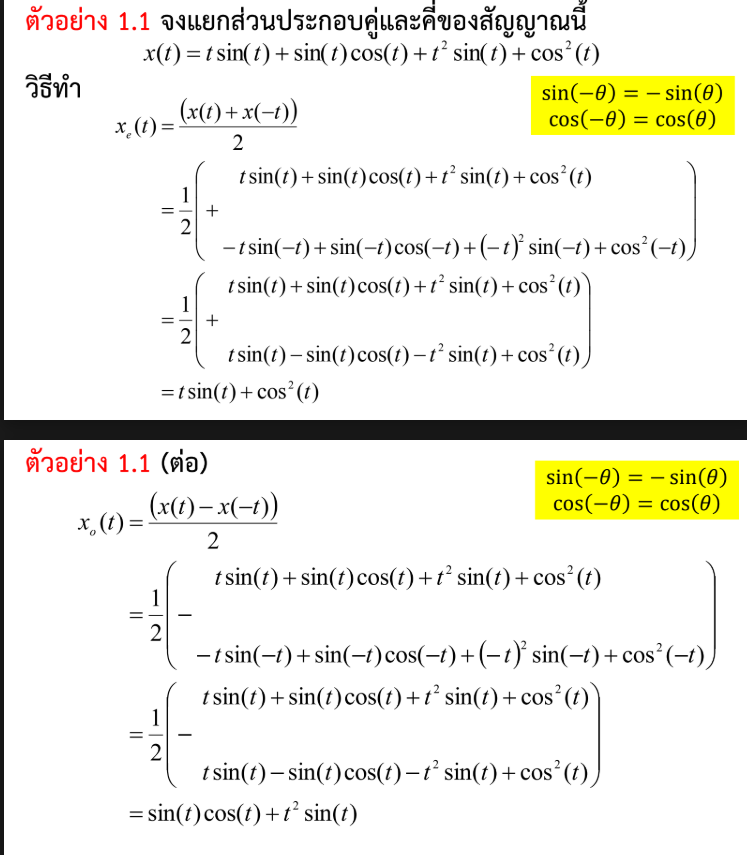 ตัวอย่าง 1.1 จงแยกส่วนประกอบคู่และคี่ของสัญญาณนี้
x(t) = t sin(t) + sin(t)cos(t) + t² sin(t) + cos²(t)
วิธีทำ
sin(−θ) = − sin(θ)
cos(−θ) = cos(θ)
xₑ(t) = (x(t) + x(−t)) / 2
= 1/2 ( t sin(t) + sin(t)cos(t) + t² sin(t) + cos²(t)
+
−t sin(−t) + sin(−t)cos(−t) + (−t)² sin(−t) + cos²(−t) )
= 1/2 ( t sin(t) + sin(t)cos(t) + t² sin(t) + cos²(t)
+
t sin(t) − sin(t)cos(t) − t² sin(t) + cos²(t) )
= t sin(t) + cos²(t)
ตัวอย่าง 1.1 (ต่อ)
sin(−θ) = − sin(θ)
cos(−θ) = cos(θ)
xₒ(t) = (x(t) − x(−t)) / 2
= 1/2 ( t sin(t) + sin(t)cos(t) + t² sin(t) + cos²(t)
−
−t sin(−t) + sin(−t)cos(−t) + (−t)² sin(−t) + cos²(−t) )
= 1/2 ( t sin(t) + sin(t)cos(t) + t² sin(t) + cos²(t)
−
t sin(t) − sin(t)cos(t) − t² sin(t) + cos²(t) )
= sin(t)cos(t) + t² sin(t)